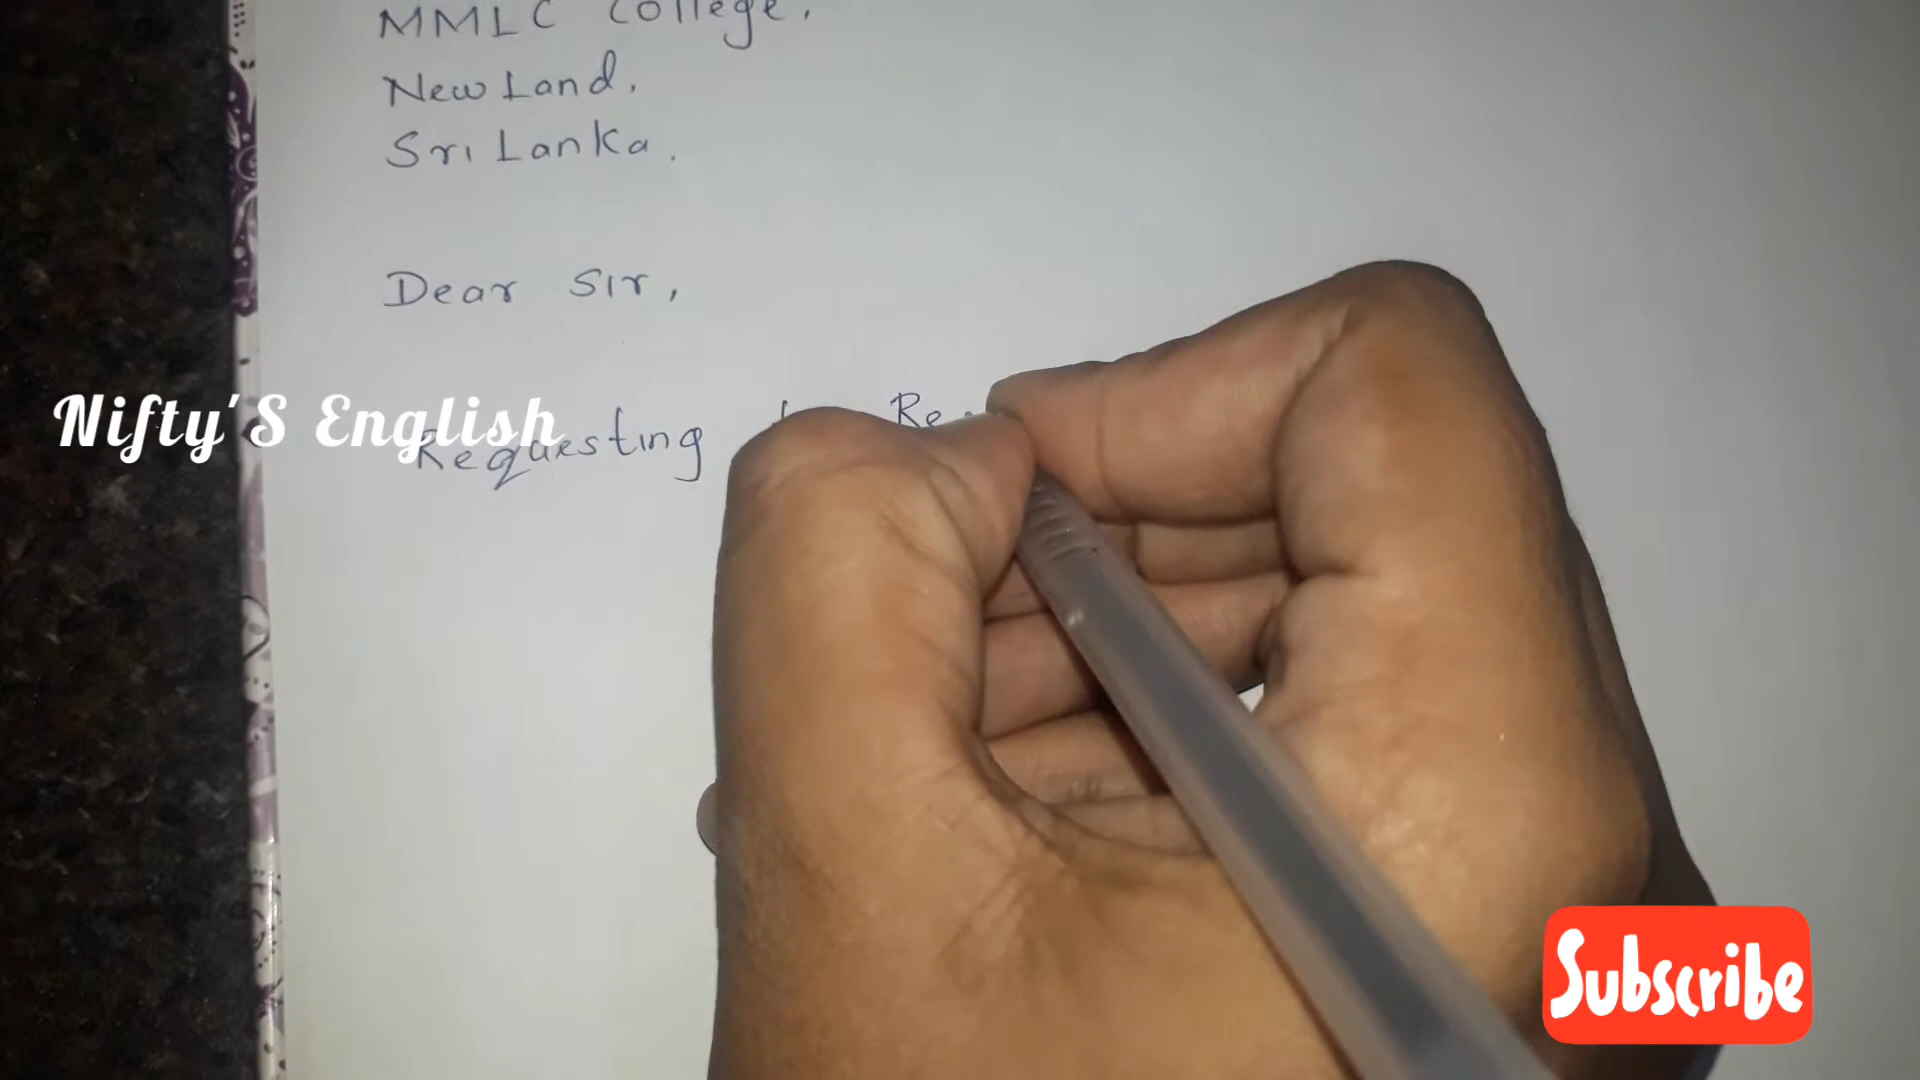 MMLC College,
New Land,
Sri Lanka.
Dear Sir,
Nifty'S English
Requesting
Subscribe